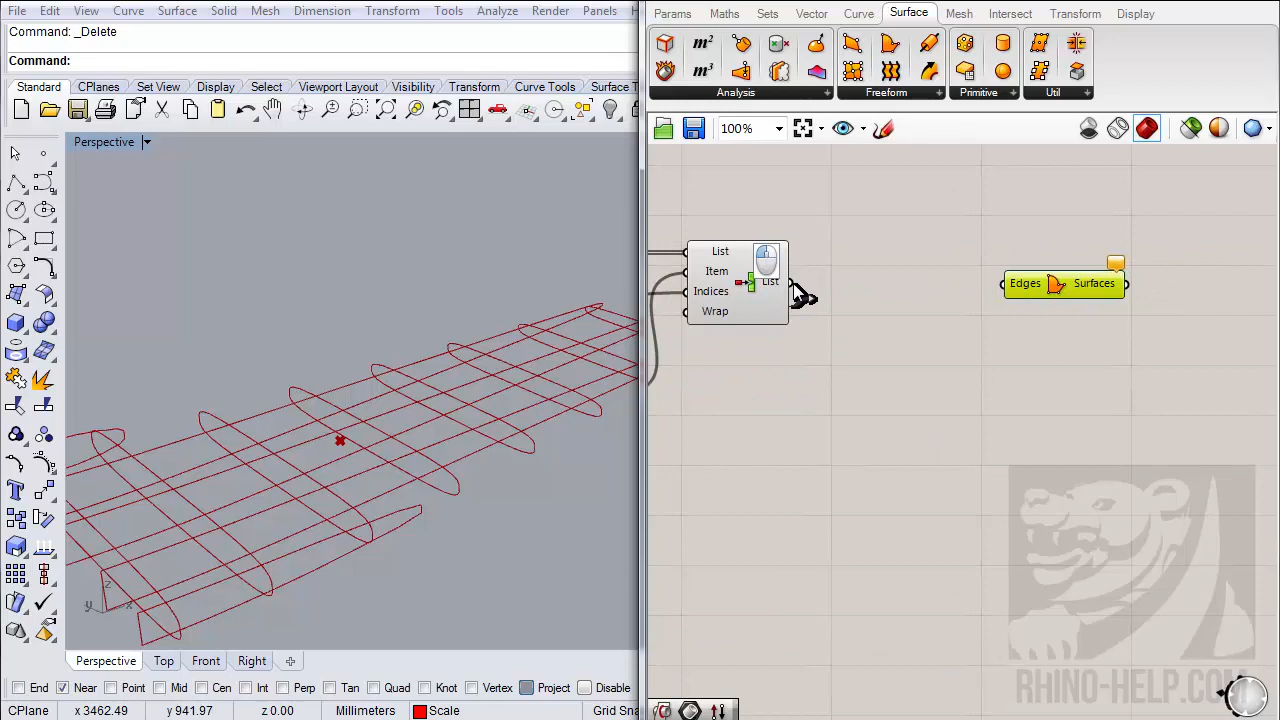 File Edit View Curve Surface Solid Mesh Dimension Transform Tools Analyze Render Panels
Command: _Delete
Command:
Standard CPlanes Set View Display Select Viewport Layout Visibility Transform Curve Tools Surface T
Perspective
z
y x
Perspective Top Front Right
End Near Point Mid Cen Int Perp Tan Quad Knot Vertex Project Disable
CPlane x 3462.49 y 941.97 z 0.00 Millimeters Scale Grid Snap
Params Maths Sets Vector Curve Surface Mesh Intersect Transform Display
m² m³
Analysis Freeform Primitive Util
100%
List
Item
Indices
Wrap
List
Edges Surfaces
RHINO-HELP.COM